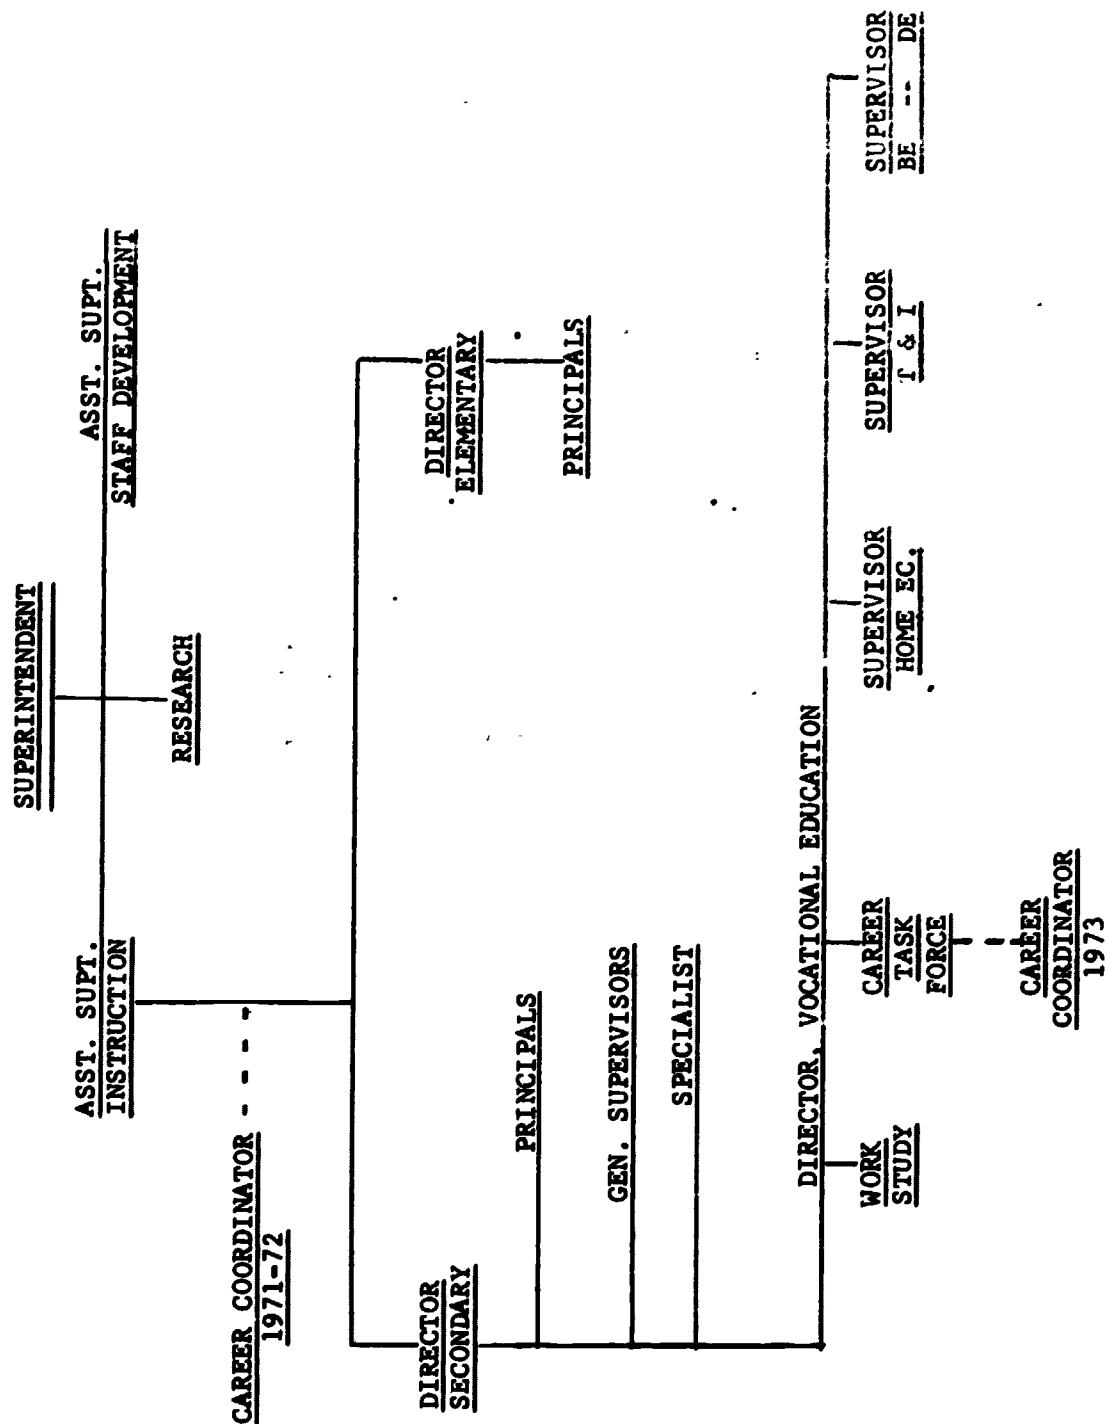 SUPERINTENDENT
ASST. SUPT.
INSTRUCTION
RESEARCH
ASST. SUPT.
STAFF DEVELOPMENT
CAREER COORDINATOR
1971-72
DIRECTOR
SECONDARY
DIRECTOR
ELEMENTARY
PRINCIPALS
PRINCIPALS
GEN. SUPERVISORS
SPECIALIST
DIRECTOR, VOCATIONAL EDUCATION
WORK
STUDY
CAREER
TASK
FORCE
CAREER
COORDINATOR
1973
SUPERVISOR
HOME EC.
SUPERVISOR
T & I
SUPERVISOR
BE -- DE